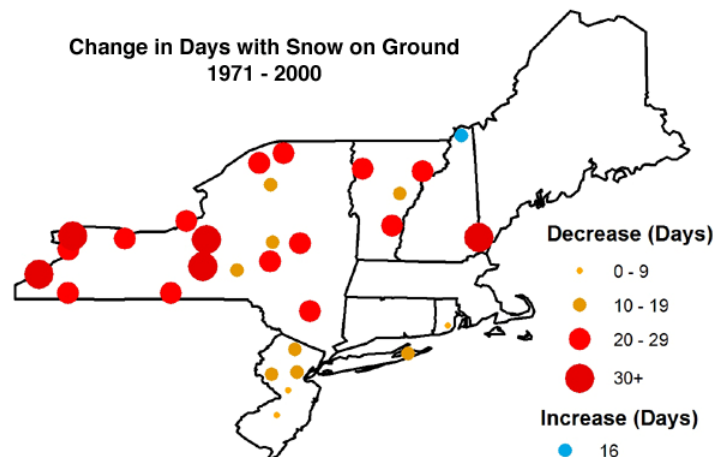 Change in Days with Snow on Ground
1971 - 2000
Decrease (Days)
0 - 9
10 - 19
20 - 29
30+
Increase (Days)
16